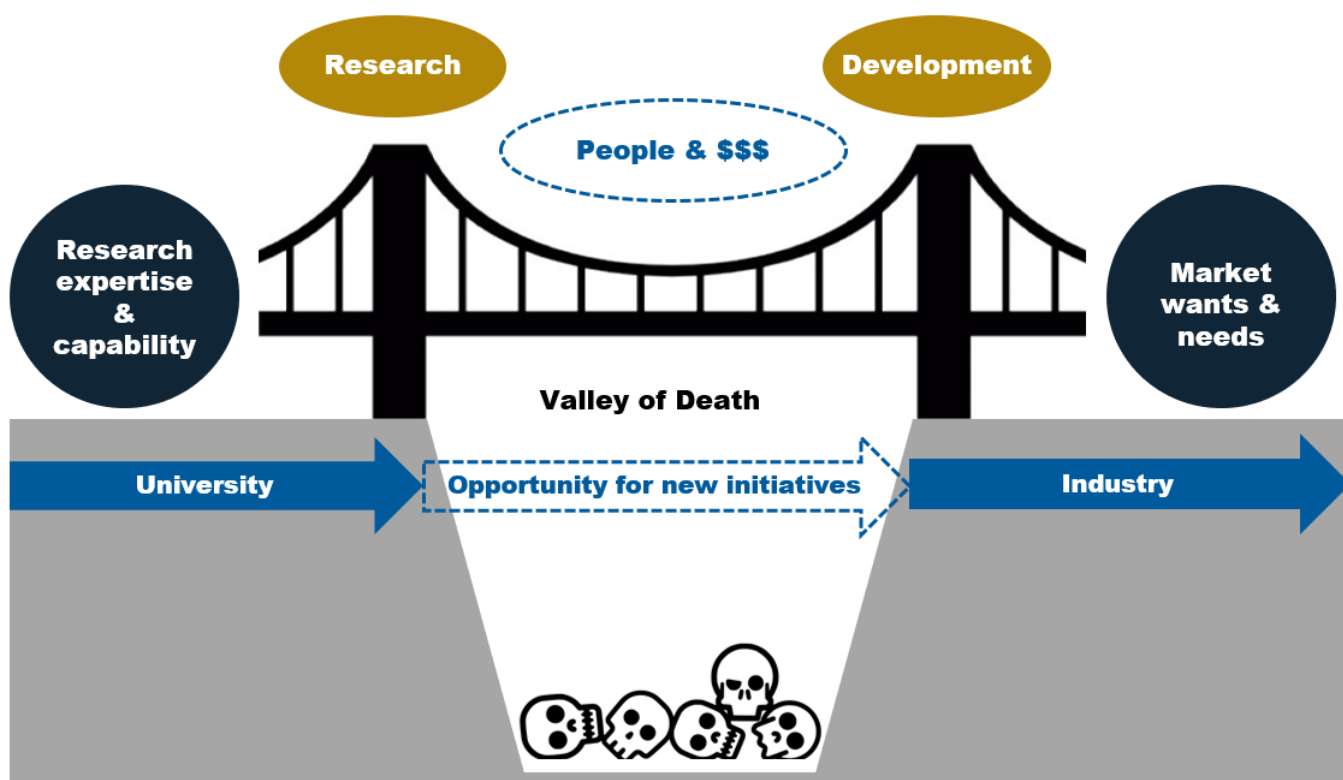 Research
Development
People & $$$
Research
expertise
&
capability
Market
wants &
needs
Valley of Death
University
Opportunity for new initiatives
Industry